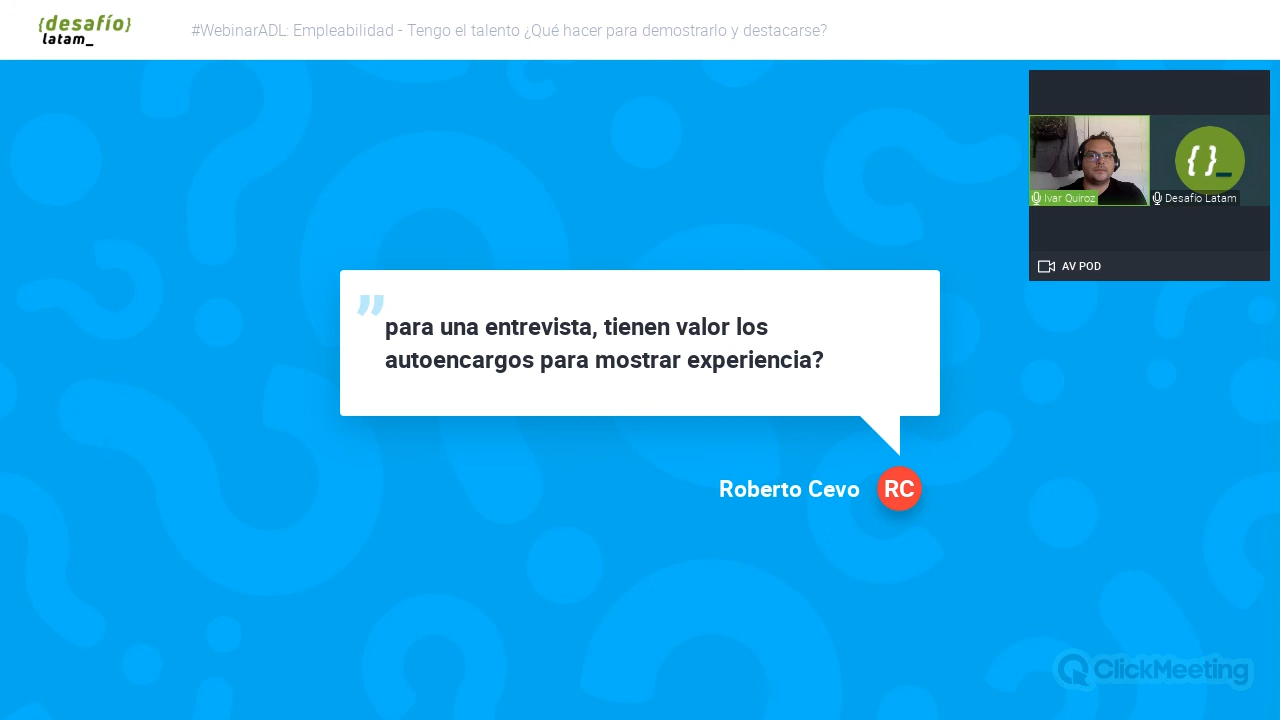 {desafío}
latam_
#WebinarADL: Empleabilidad - Tengo el talento ¿Qué hacer para demostrarlo y destacarse?
Ivar Quiroz
{ }_
Desafío Latam
AV POD
”
para una entrevista, tienen valor los
autoencargos para mostrar experiencia?
Roberto Cevo
RC
ClickMeeting